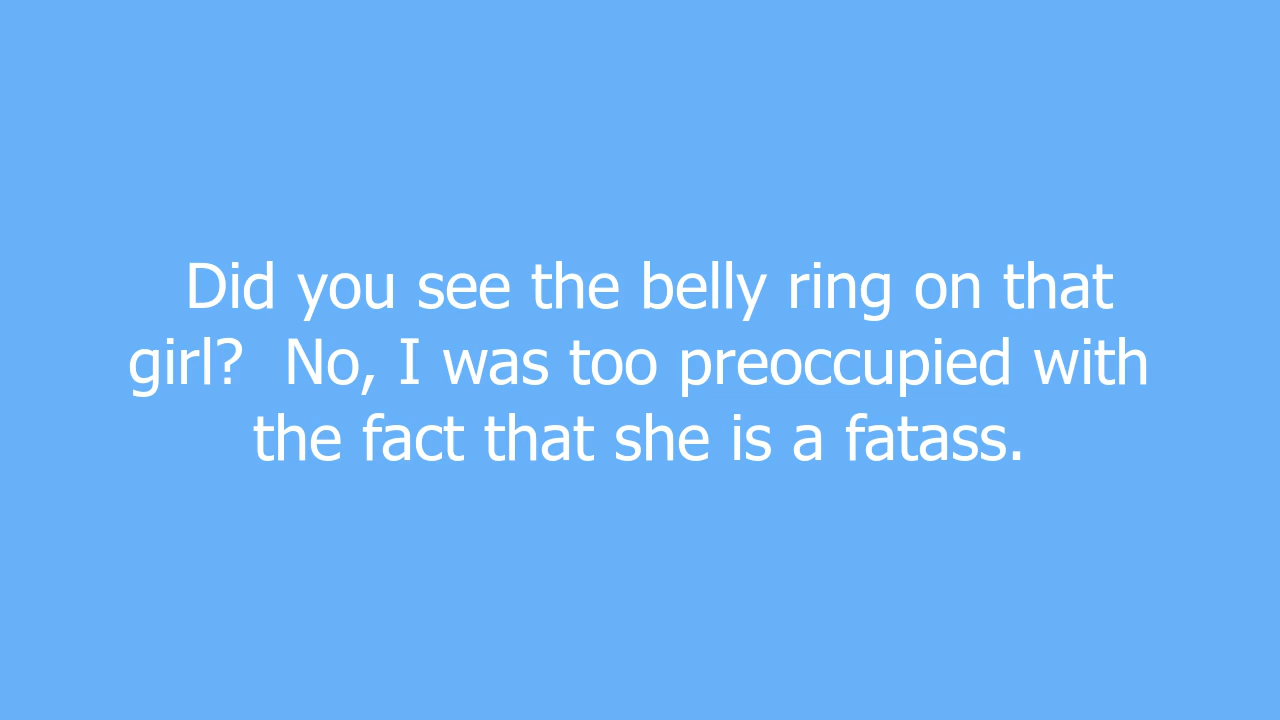 Did you see the belly ring on that
girl?  No, I was too preoccupied with
the fact that she is a fatass.